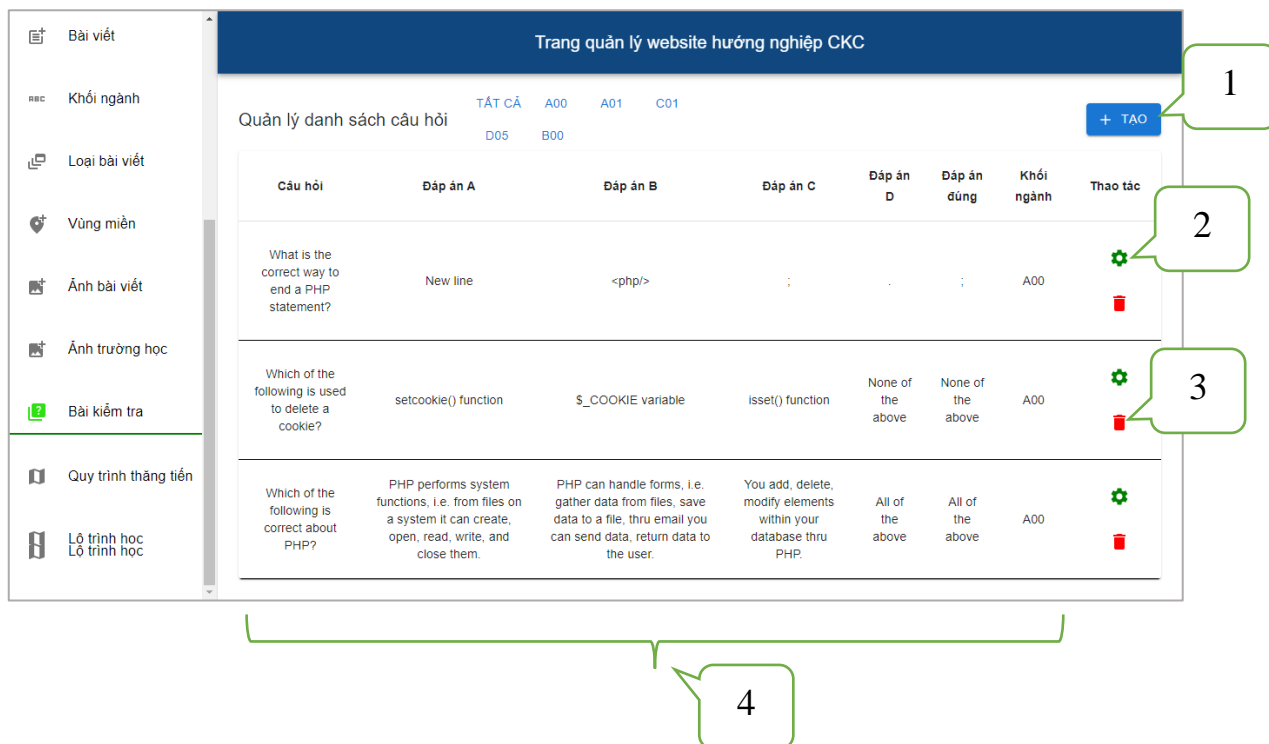 Bài viết
Khối ngành
Loại bài viết
Vùng miền
Ảnh bài viết
Ảnh trường học
Bài kiểm tra
Quy trình thăng tiến
Lộ trình học
Lộ trình học
Trang quản lý website hướng nghiệp CKC
Quản lý danh sách câu hỏi
TẤT CẢ A00 A01 C01
D05 B00
+ TẠO
Câu hỏi
Đáp án A
Đáp án B
Đáp án C
Đáp án
D
Đáp án
đúng
Khối
ngành
Thao tác
What is the
correct way to
end a PHP
statement?
New line
<php/>
;
.
;
A00
Which of the
following is used
to delete a
cookie?
setcookie() function
$_COOKIE variable
isset() function
None of
the
above
None of
the
above
A00
Which of the
following is
correct about
PHP?
PHP performs system
functions, i.e. from files on
a system it can create,
open, read, write, and
close them.
PHP can handle forms, i.e.
gather data from files, save
data to a file, thru email you
can send data, return data to
the user.
You add, delete,
modify elements
within your
database thru
PHP.
All of
the
above
All of
the
above
A00
1
2
3
4